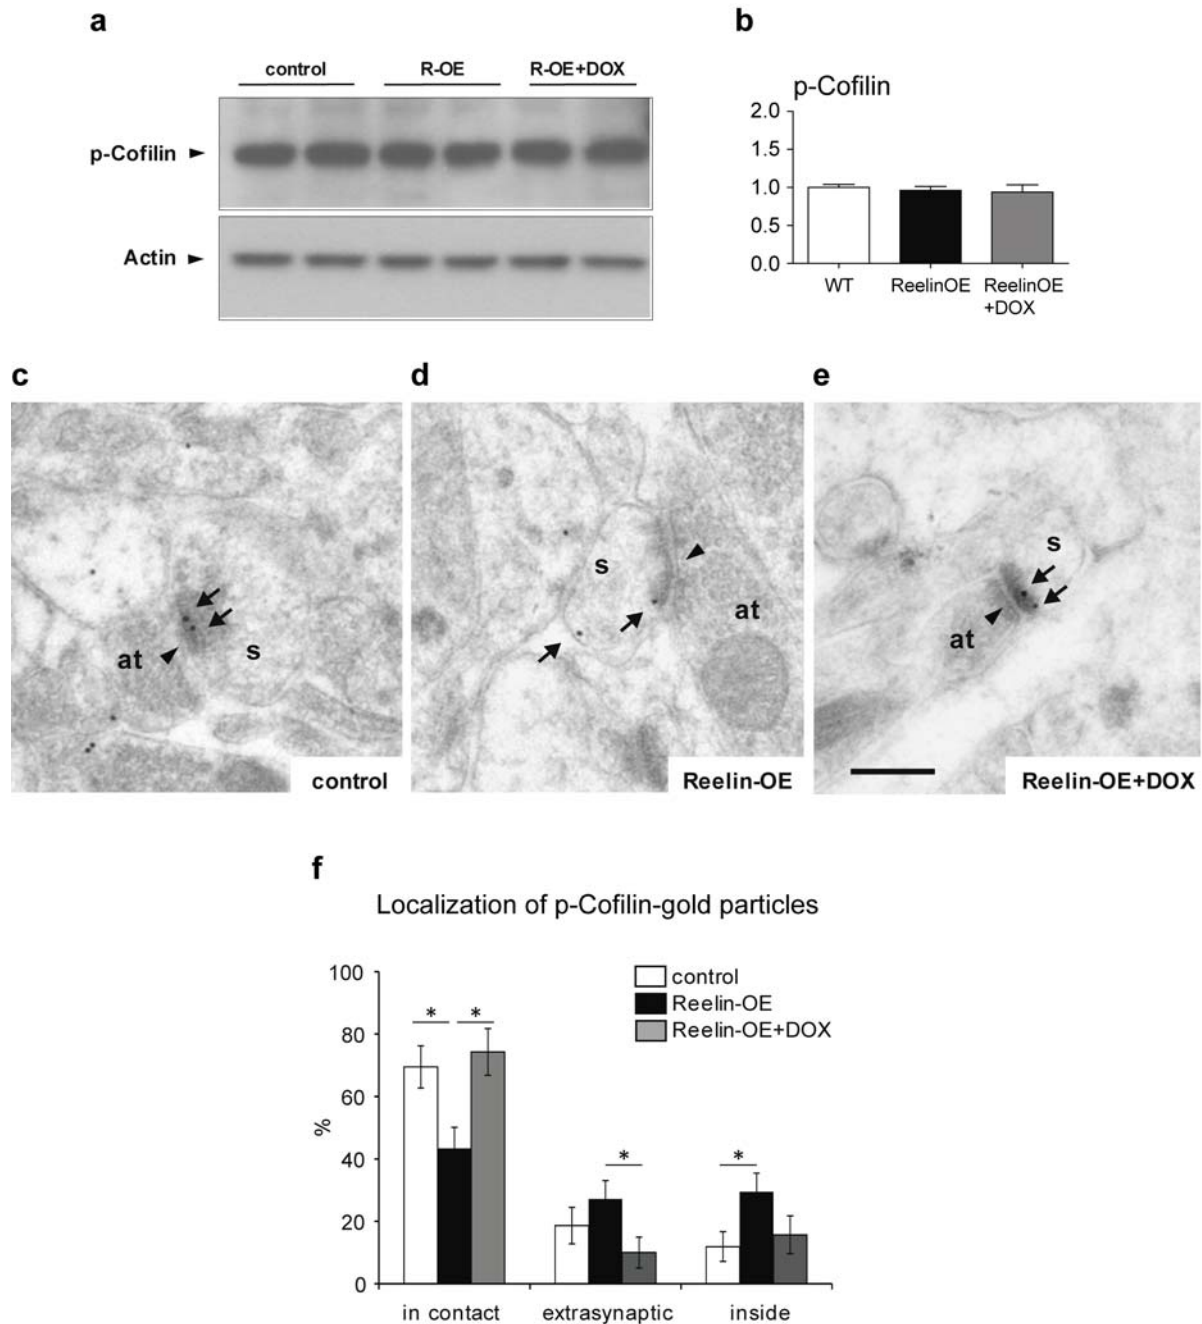 a
control R-OE R-OE+DOX
p-Cofilin
Actin
b
p-Cofilin
2.0
1.5
1.0
0.5
0.0
WT ReelinOE ReelinOE
+DOX
c
at s
control
d
s
at
Reelin-OE
e
s
at
Reelin-OE+DOX
f
Localization of p-Cofilin-gold particles
control
Reelin-OE
Reelin-OE+DOX
%
100
80
60
40
20
0
* *
*
*
in contact extrasynaptic inside